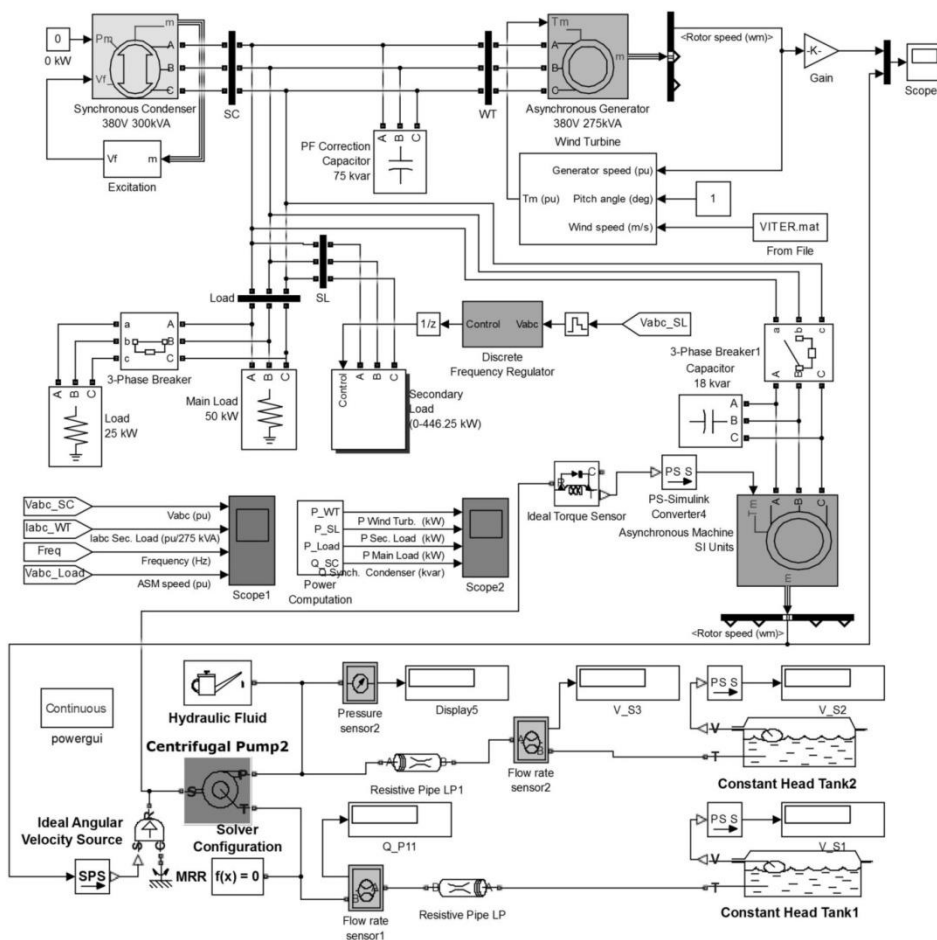 0
0 kW
Pm
Vf
m
A
B
C
Synchronous Condenser
380V 300kVA
Vf
m
Excitation
SC
A B C
PF Correction
Capacitor
75 kvar
WT
Tm
A
B
C
m
Asynchronous Generator
380V 275kVA
Wind Turbine
<Rotor speed (wm)>
-K-
Gain
Scope
Generator speed (pu)
Tm (pu)
Pitch angle (deg)
Wind speed (m/s)
1
VITER.mat
From File
Load
SL
a
b
c
A
B
C
3-Phase Breaker
A B C
Load
25 kW
A B C
Main Load
50 kW
1/z
Control
Vabc
Discrete
Frequency Regulator
Vabc_SL
Control
A B C
Secondary
Load
(0-446.25 kW)
a b c
A B C
3-Phase Breaker1
Capacitor
18 kvar
A
B
C
Ideal Torque Sensor
PS S
PS-Simulink
Converter4
Tm
A B C
m
Asynchronous Machine
SI Units
<Rotor speed (wm)>
Vabc_SC
Iabc_WT
Freq
Vabc_Load
Vabc (pu)
Iabc Sec. Load (pu/275 kVA)
Frequency (Hz)
ASM speed (pu)
Scope1
P_WT
P_SL
P_Load
Q_SC
Power
Computation
P Wind Turb. (kW)
P Sec. Load (kW)
P Main Load (kW)
Q Synch. Condenser (kvar)
Scope2
Continuous
powergui
Hydraulic Fluid
Pressure
sensor2
Display5
V_S3
PS S
V_S2
Centrifugal Pump2
S
P
T
A
B
Resistive Pipe LP1
A
B
Flow rate
sensor2
V
T
Constant Head Tank2
Ideal Angular
Velocity Source
R
S
C
SPS
MRR
Solver
Configuration
f(x) = 0
Q_P11
A
B
Flow rate
sensor1
B
A
Resistive Pipe LP
PS S
V_S1
V
T
Constant Head Tank1